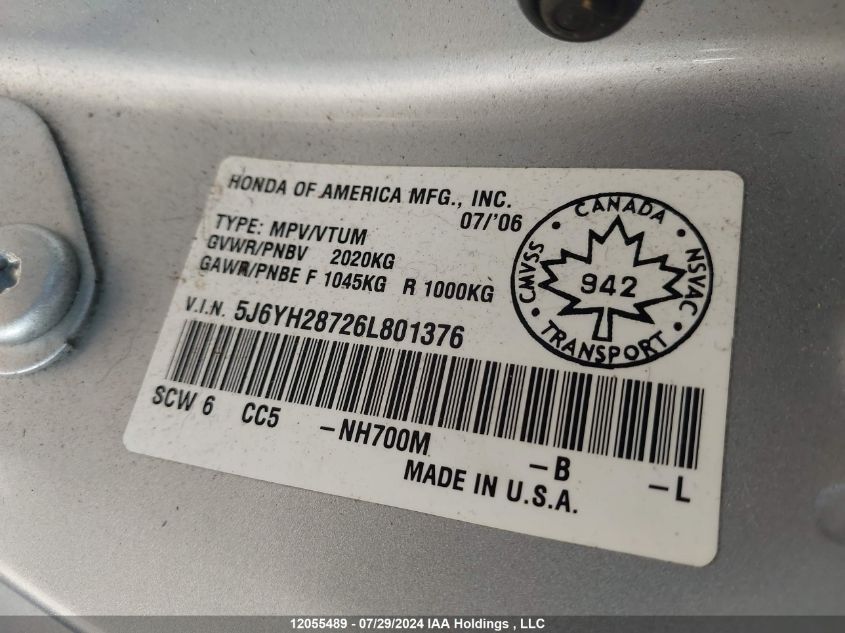 HONDA OF AMERICA MFG., INC.
07/'06
TYPE: MPV/VTUM
GVWR/PNBV 2020KG
GAWR/PNBE F 1045KG R 1000KG
V.I.N. 5J6YH28726L801376
CANADA
CMVSS
942
NSVAC
TRANSPORT
SCW 6 CC5 -NH700M -B -L
MADE IN U.S.A.
12055489 - 07/29/2024 IAA Holdings , LLC